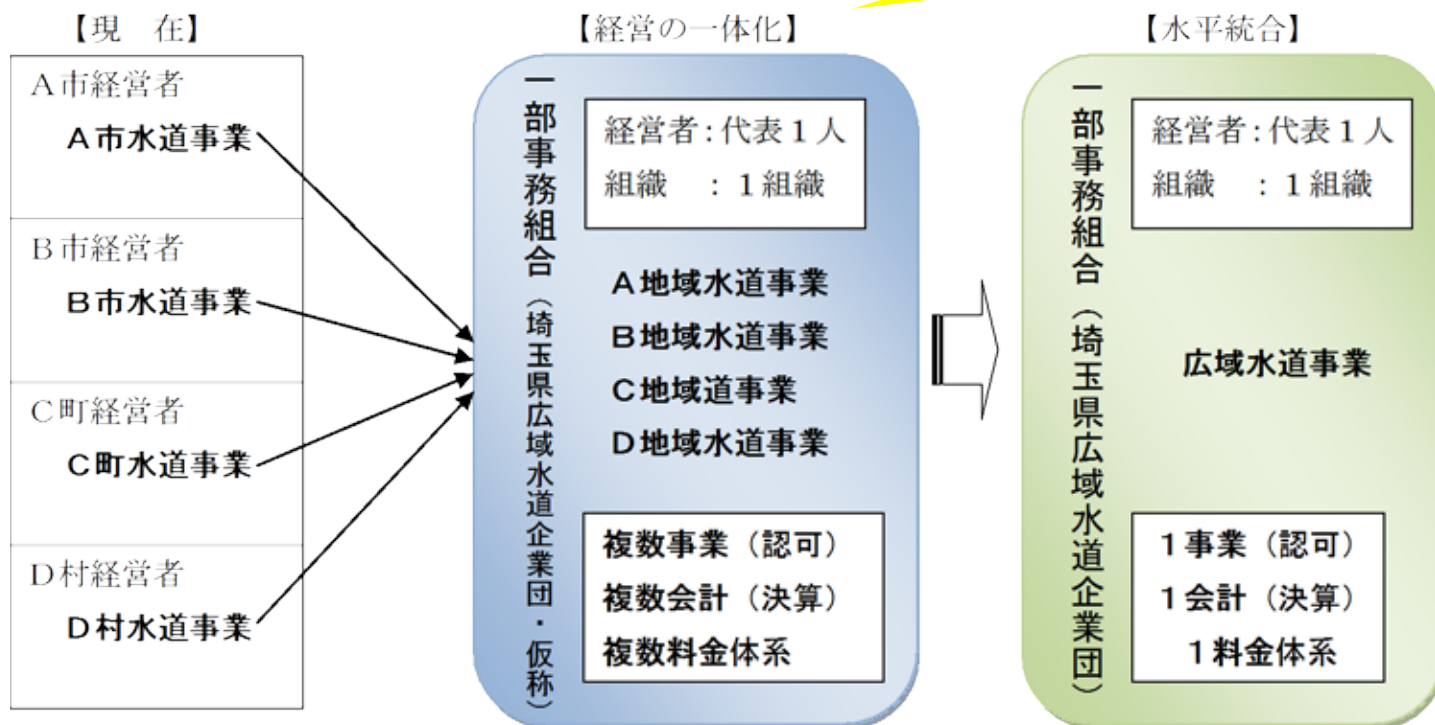 【現　在】
A市経営者
A市水道事業
B市経営者
B市水道事業
C町経営者
C町水道事業
D村経営者
D村水道事業
【経営の一体化】
一部事務組合（埼玉県広域水道企業団・仮称）
経営者：代表１人
組織　：１組織
A地域水道事業
B地域水道事業
C地域道事業
D地域水道事業
複数事業（認可）
複数会計（決算）
複数料金体系
【水平統合】
一部事務組合（埼玉県広域水道企業団）
経営者：代表１人
組織　：１組織
広域水道事業
１事業（認可）
１会計（決算）
１料金体系